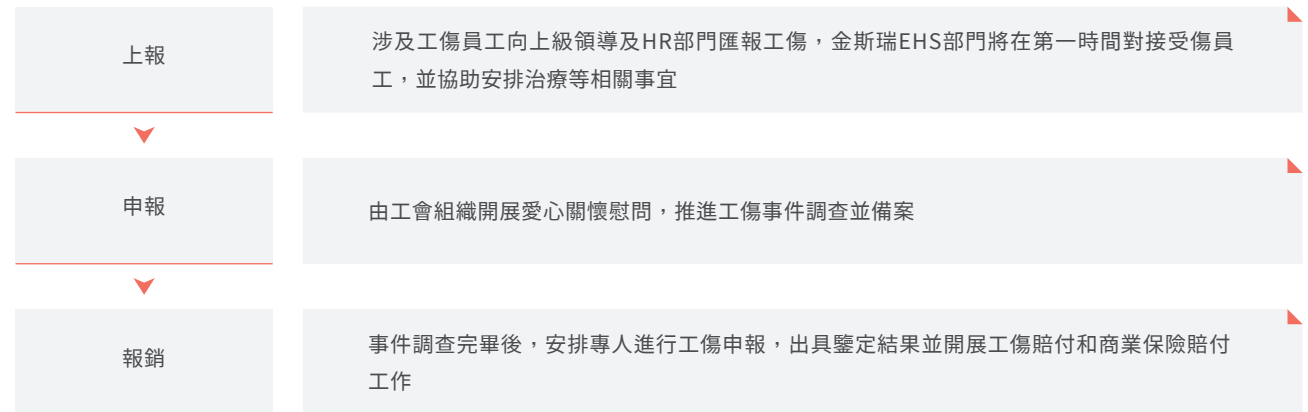 上報
涉及工傷員工向上級領導及HR部門匯報工傷，金斯瑞EHS部門將在第一時間對接受傷員
工，並協助安排治療等相關事宜
申報
由工會組織開展愛心關懷慰問，推進工傷事件調查並備案
報銷
事件調查完畢後，安排專人進行工傷申報，出具鑒定結果並開展工傷賠付和商業保險賠付
工作